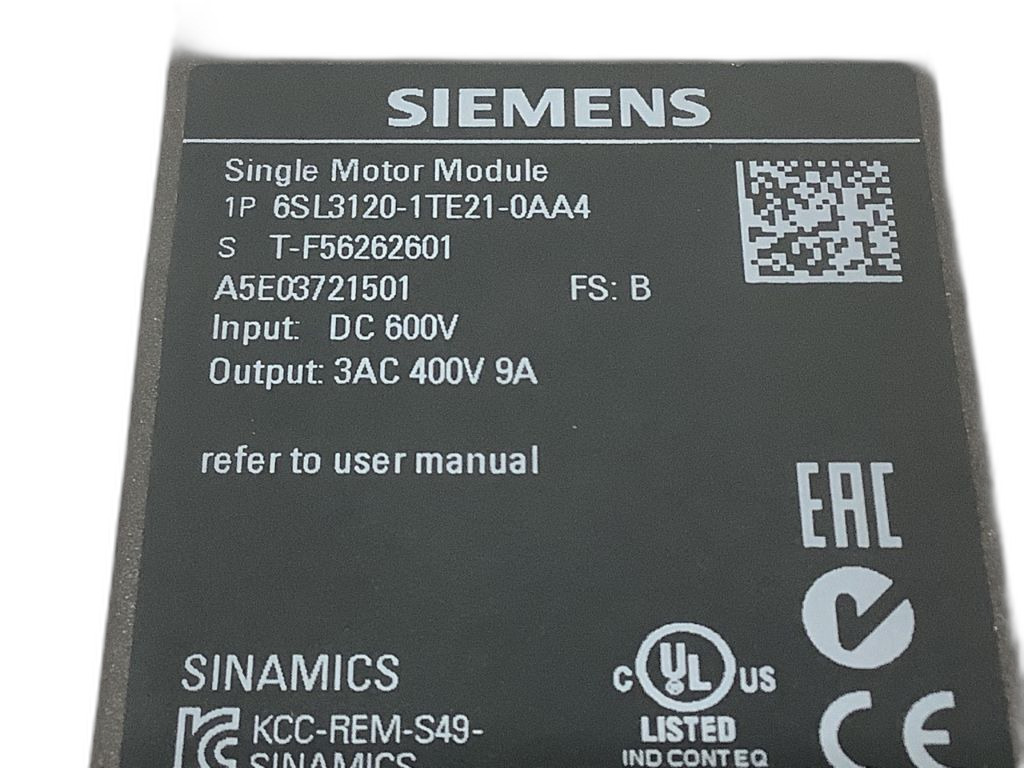 SIEMENS
Single Motor Module
1P 6SL3120-1TE21-0AA4
S T-F56262601
A5E03721501 FS: B
Input: DC 600V
Output: 3AC 400V 9A
refer to user manual
EAC
SINAMICS
C UL US
LISTED
IND CONT EQ
CE
KCC-REM-S49-
SINAMICS